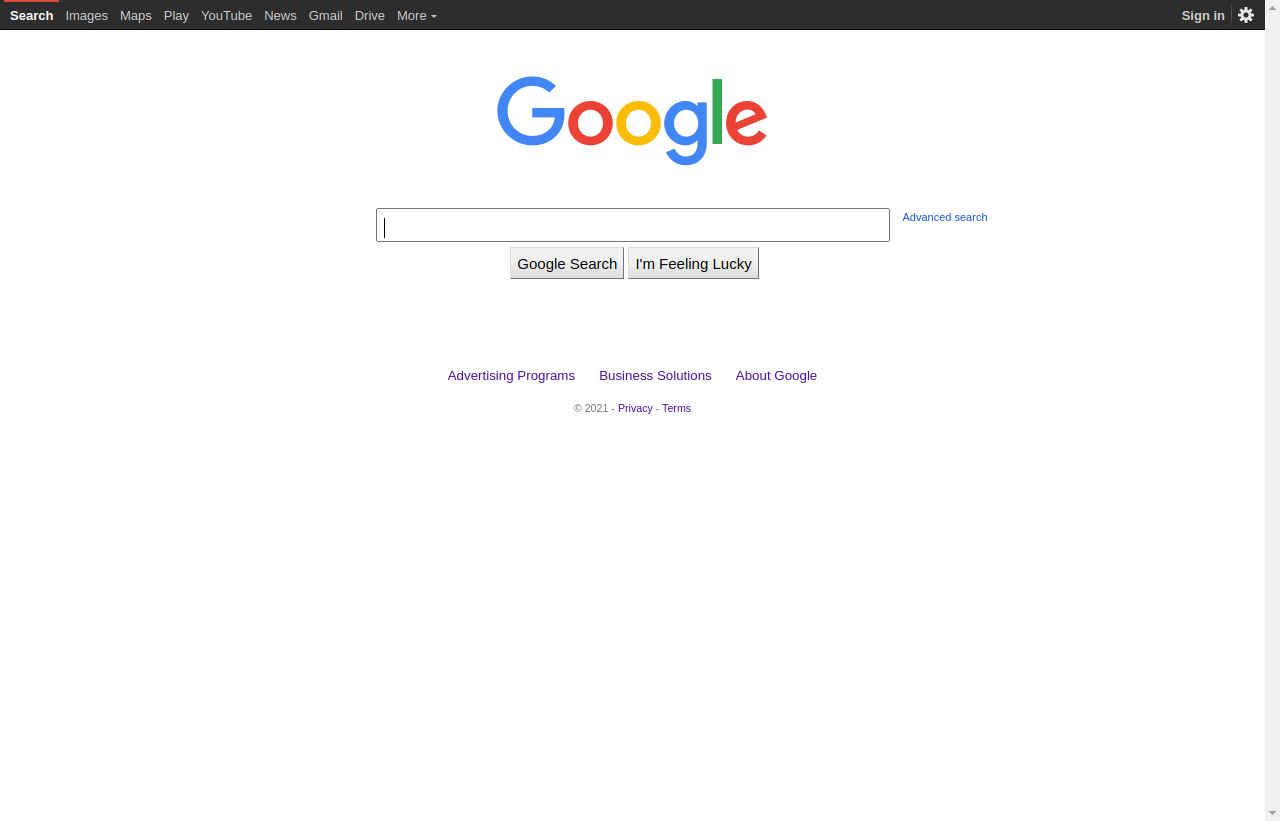 Search Images Maps Play YouTube News Gmail Drive More Sign in
Google
Advanced search
Google Search I'm Feeling Lucky
Advertising Programs Business Solutions About Google
© 2021 - Privacy - Terms